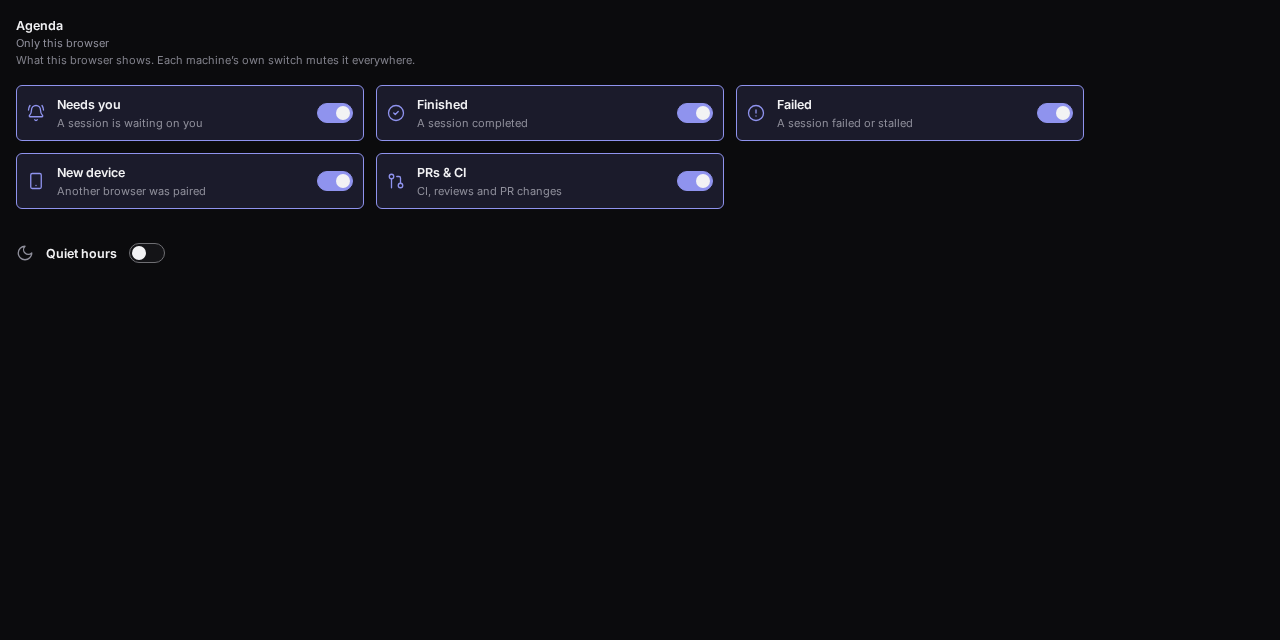 Agenda
Only this browser
What this browser shows. Each machine's own switch mutes it everywhere.
Needs you
A session is waiting on you
Finished
A session completed
Failed
A session failed or stalled
New device
Another browser was paired
PRs & CI
CI, reviews and PR changes
Quiet hours